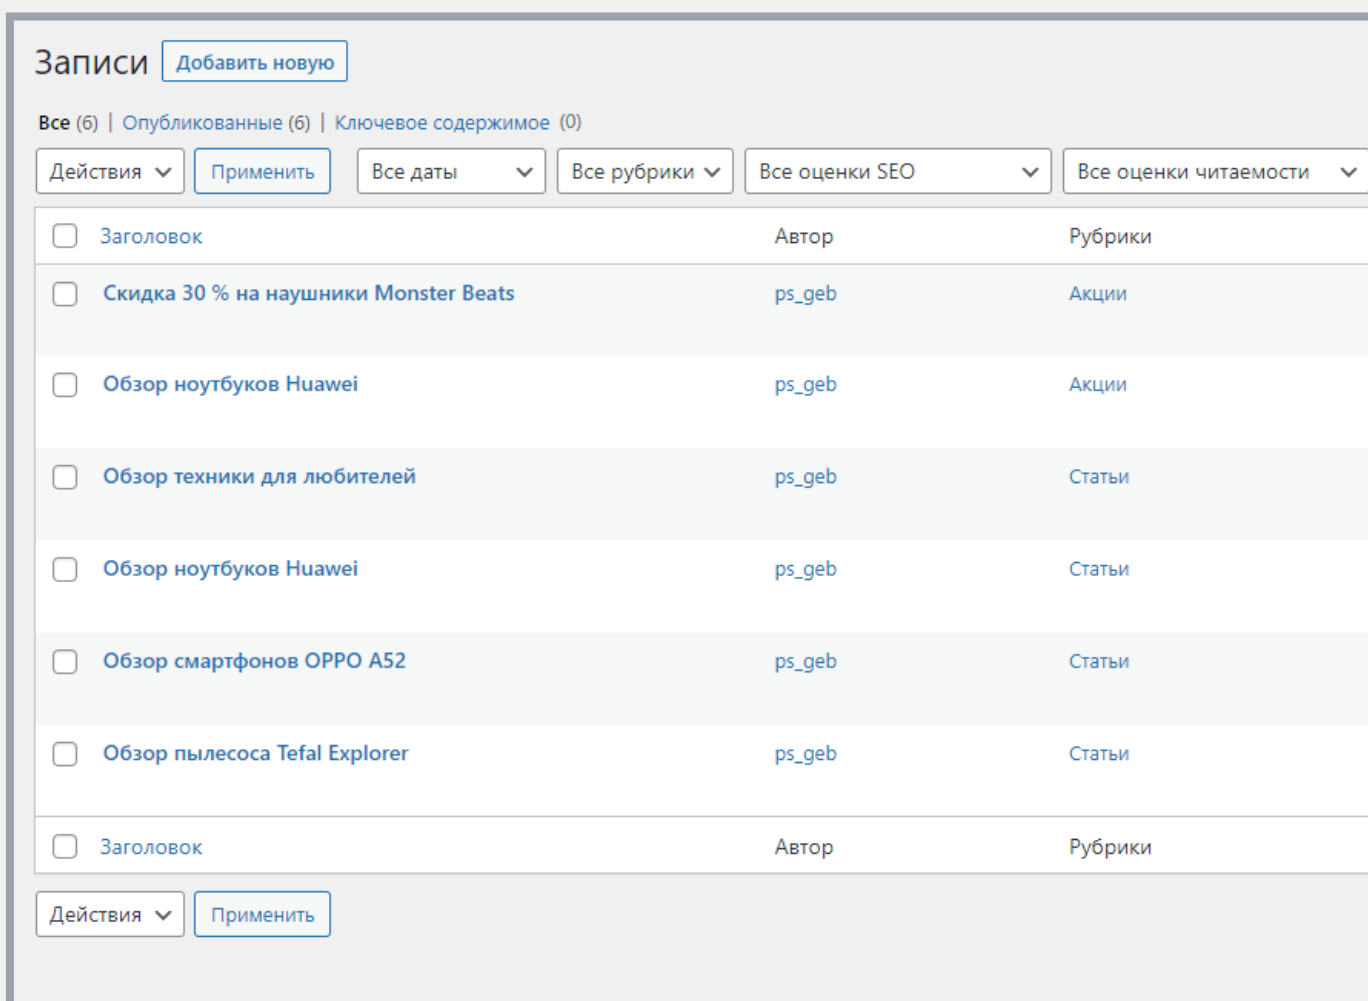 Записи Добавить новую
Все (6) | Опубликованные (6) | Ключевое содержимое (0)
Действия Применить Все даты Все рубрики Все оценки SEO Все оценки читаемости
Заголовок Автор Рубрики
Скидка 30 % на наушники Monster Beats ps_geb Акции
Обзор ноутбуков Huawei ps_geb Акции
Обзор техники для любителей ps_geb Статьи
Обзор ноутбуков Huawei ps_geb Статьи
Обзор смартфонов OPPO A52 ps_geb Статьи
Обзор пылесоса Tefal Explorer ps_geb Статьи
Заголовок Автор Рубрики
Действия Применить